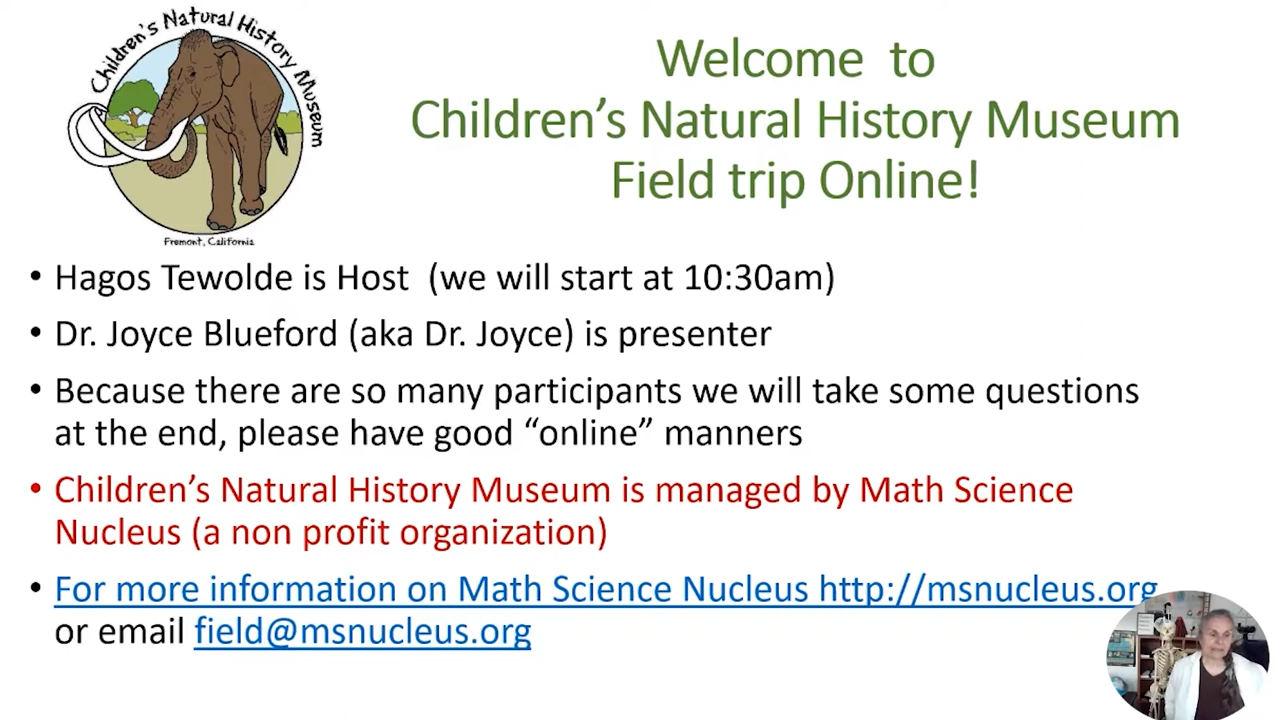 Children's Natural History Museum
Fremont, California
Welcome to
Children's Natural History Museum
Field trip Online!
• Hagos Tewolde is Host (we will start at 10:30am)
• Dr. Joyce Blueford (aka Dr. Joyce) is presenter
• Because there are so many participants we will take some questions
at the end, please have good “online” manners
• Children's Natural History Museum is managed by Math Science
Nucleus (a non profit organization)
• For more information on Math Science Nucleus http://msnucleus.org
or email field@msnucleus.org